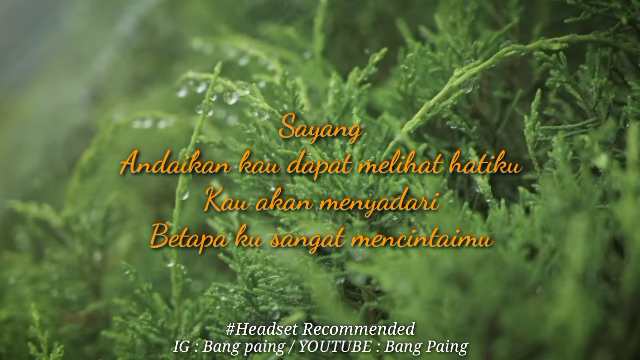 Sayang
Andaikan kau dapat melihat hatiku
Kau akan menyadari
Betapa ku sangat mencintaimu
#Headset Recommended
IG : Bang paing / YOUTUBE : Bang Paing